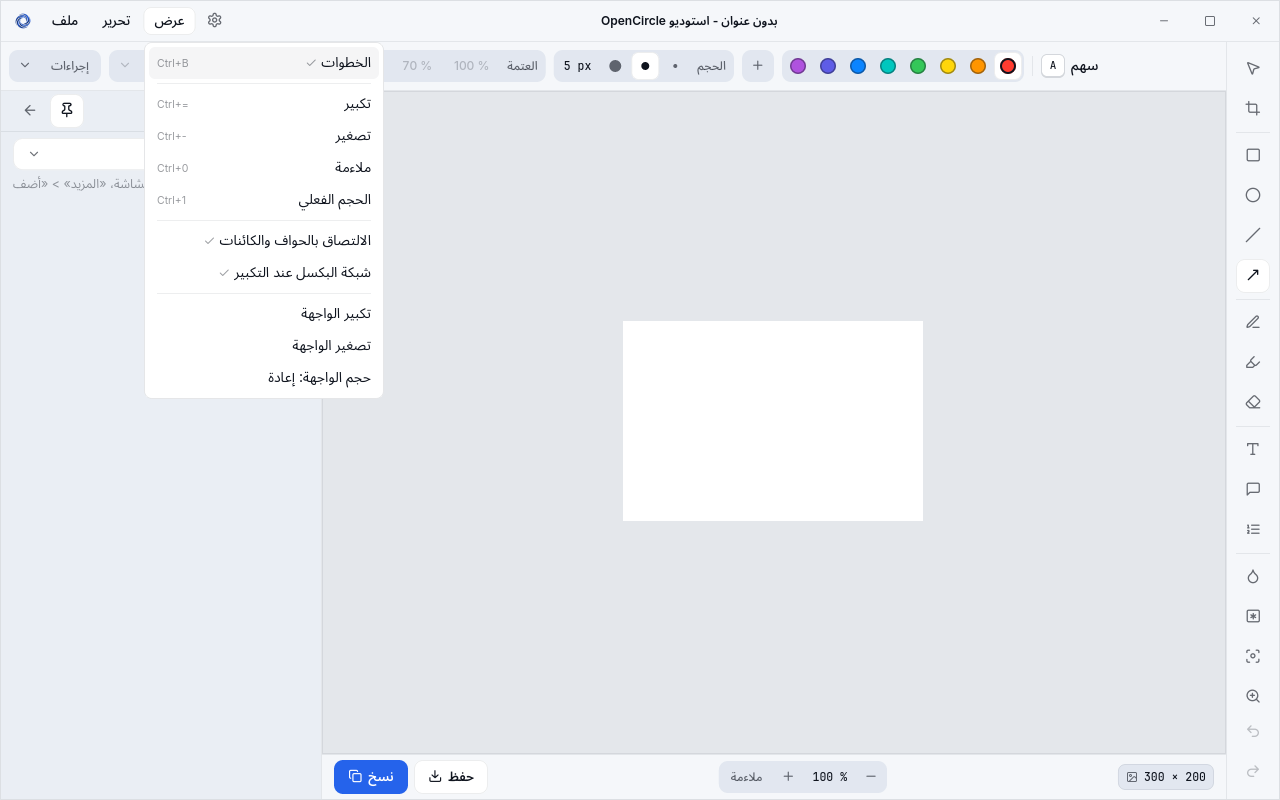 بدون عنوان - استوديو OpenCircle
ملف
تحرير
عرض
إجراءات
70 %
100 %
العتمة
5 px
الحجم
A
سهم
الخطوات Ctrl+B
تكبير Ctrl+=
تصغير Ctrl+-
ملاءمة Ctrl+0
الحجم الفعلي Ctrl+1
الالتصاق بالحواف والكائنات
شبكة البكسل عند التكبير
تكبير الواجهة
تصغير الواجهة
حجم الواجهة: إعادة
«المزيد» > «أضف
نسخ
حفظ
ملاءمة
100 %
300 × 200